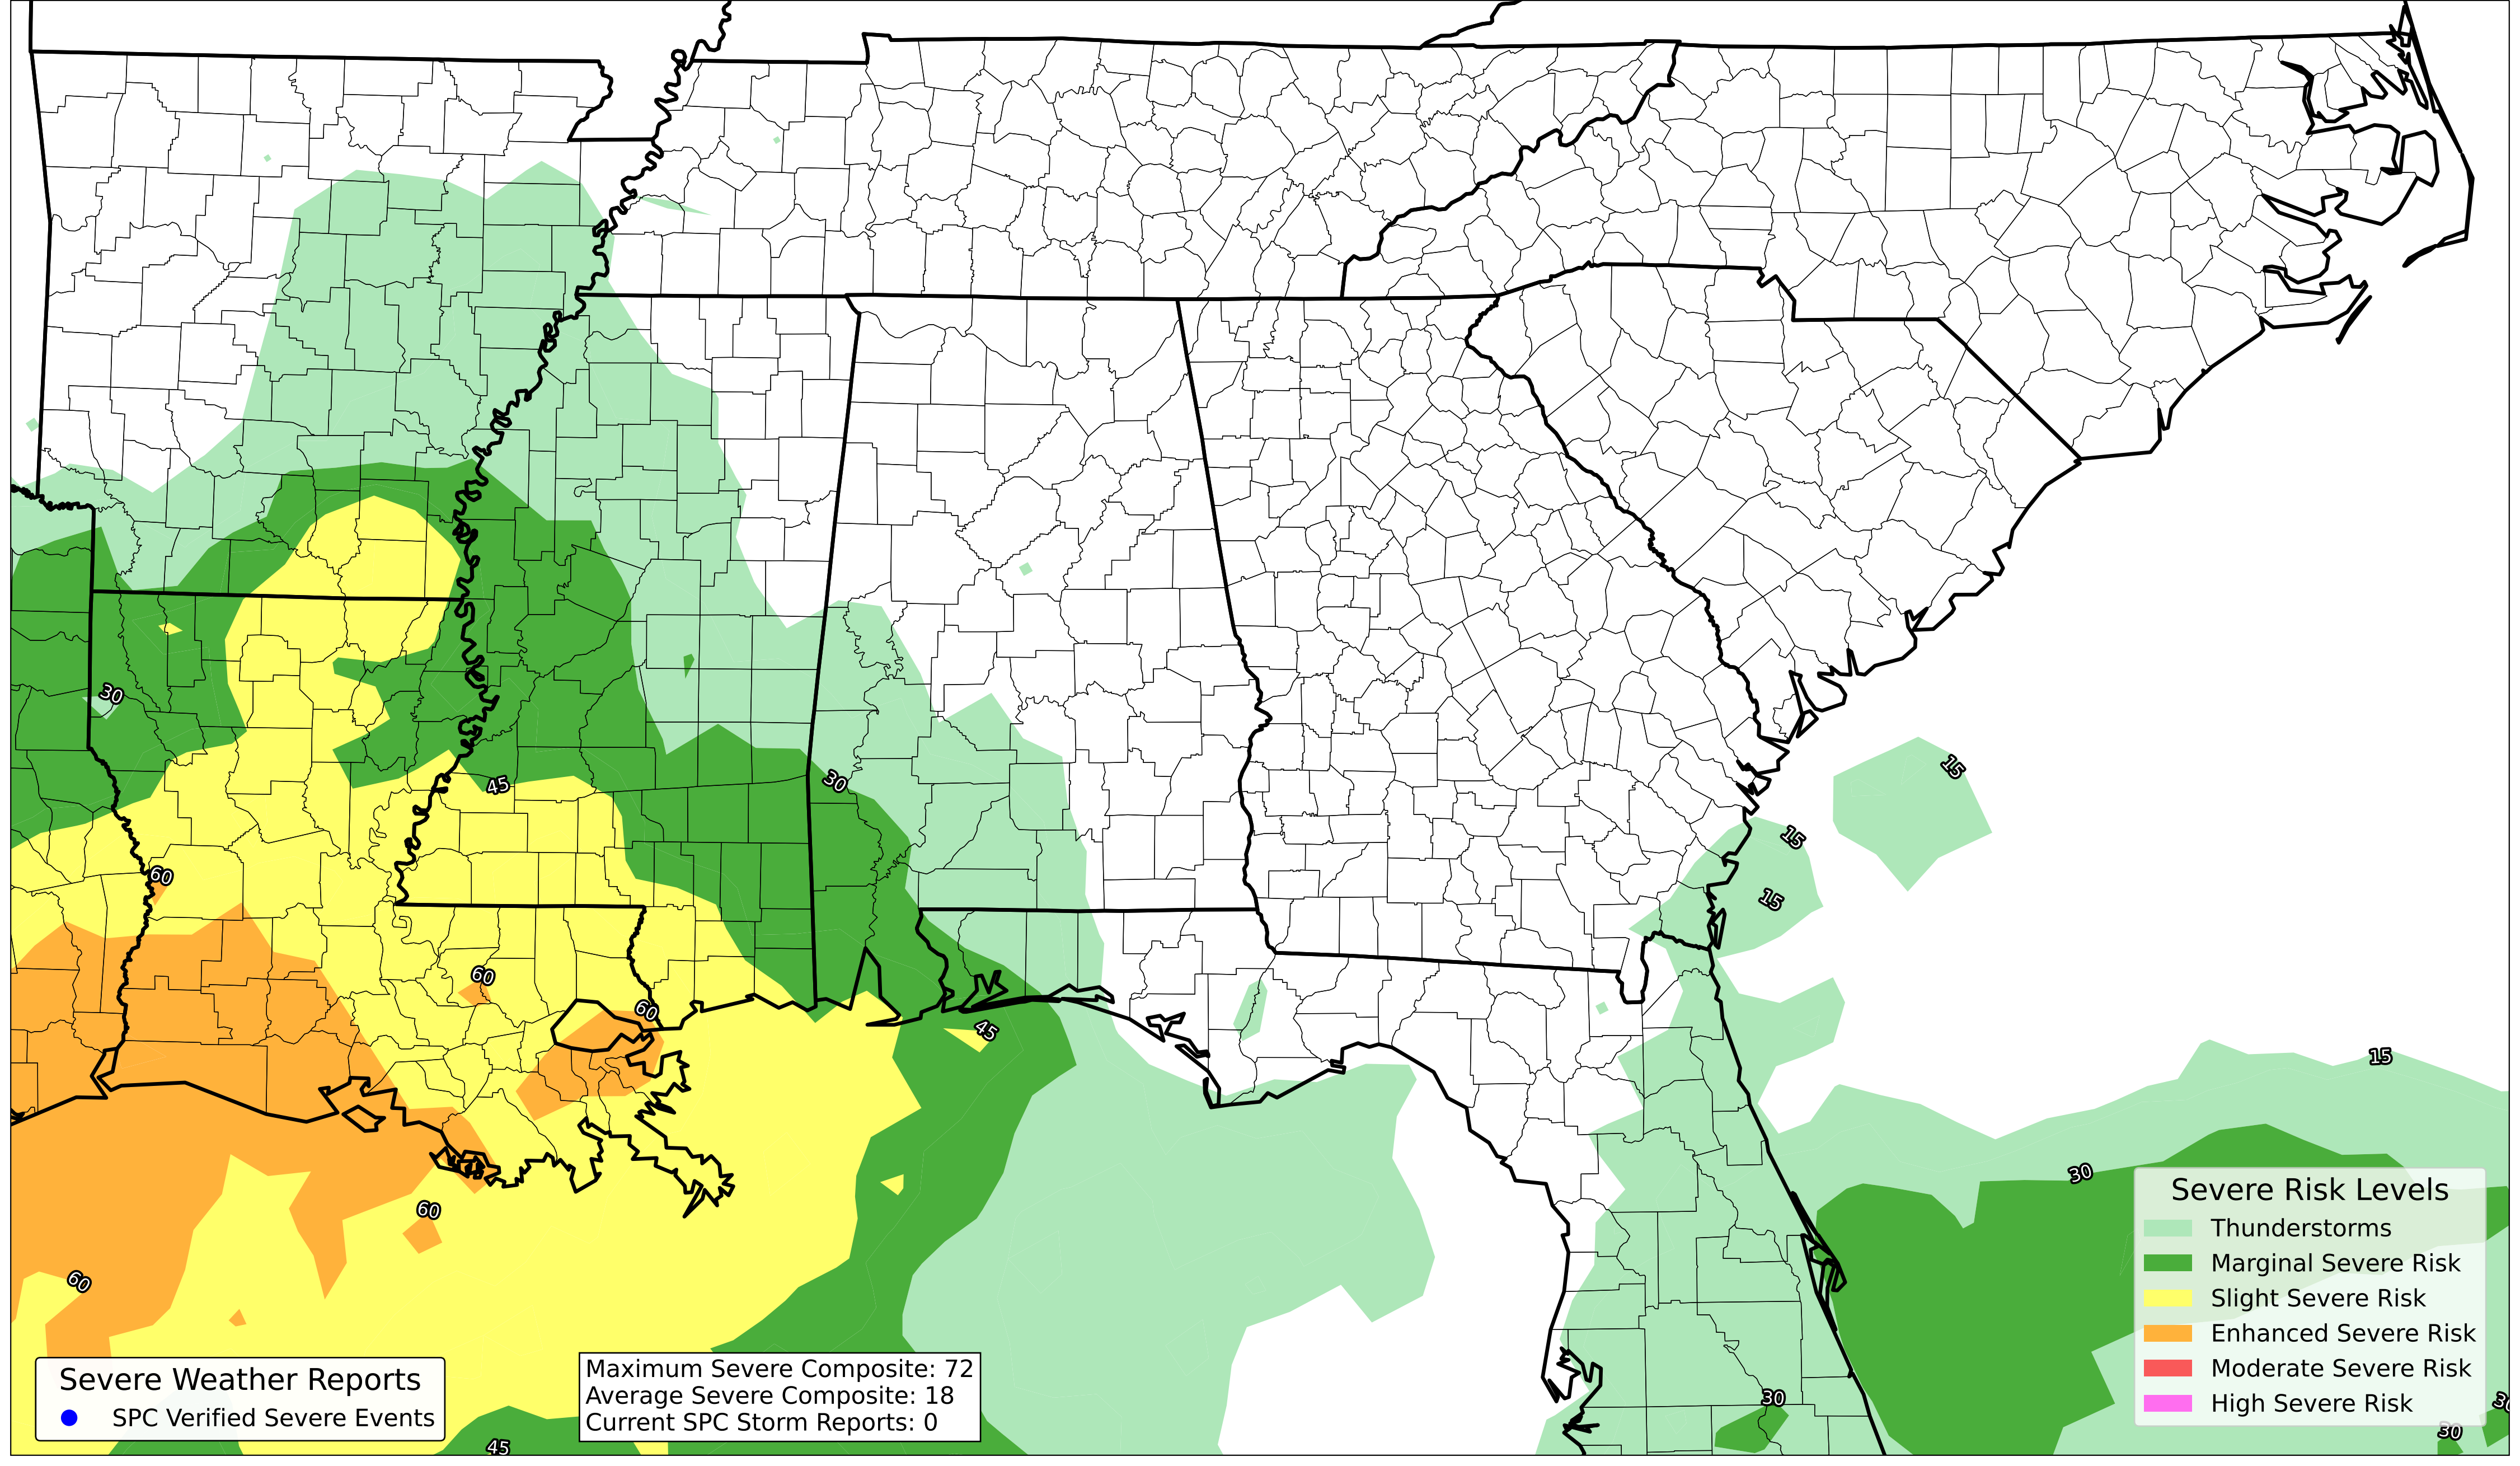 30
45
30
60
60
60
45
60
60
45
15
15
15
15
30
30
30
30
Severe Risk Levels
Thunderstorms
Marginal Severe Risk
Slight Severe Risk
Enhanced Severe Risk
Moderate Severe Risk
High Severe Risk
Severe Weather Reports
SPC Verified Severe Events
Maximum Severe Composite: 72
Average Severe Composite: 18
Current SPC Storm Reports: 0